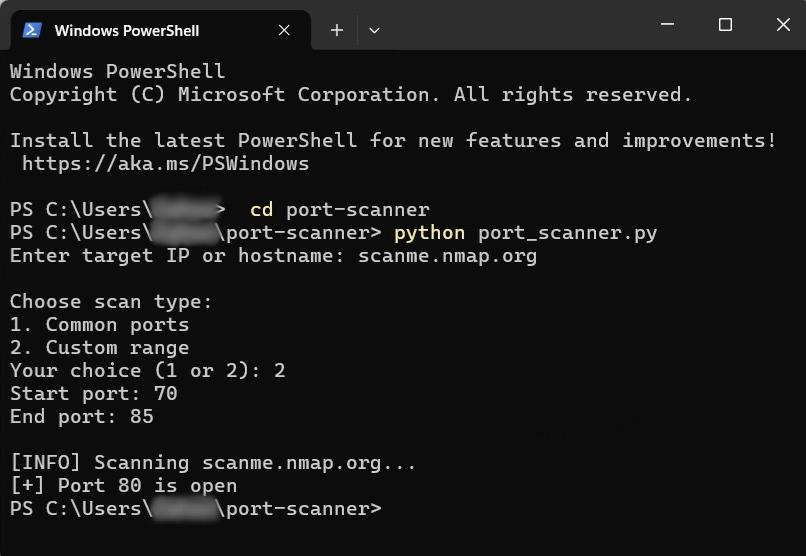 Windows PowerShell
Windows PowerShell
Copyright (C) Microsoft Corporation. All rights reserved.
Install the latest PowerShell for new features and improvements!
https://aka.ms/PSWindows
PS C:\Users\> cd port-scanner
PS C:\Users\\port-scanner> python port_scanner.py
Enter target IP or hostname: scanme.nmap.org
Choose scan type:
1. Common ports
2. Custom range
Your choice (1 or 2): 2
Start port: 70
End port: 85
[INFO] Scanning scanme.nmap.org...
[+] Port 80 is open
PS C:\Users\\port-scanner>